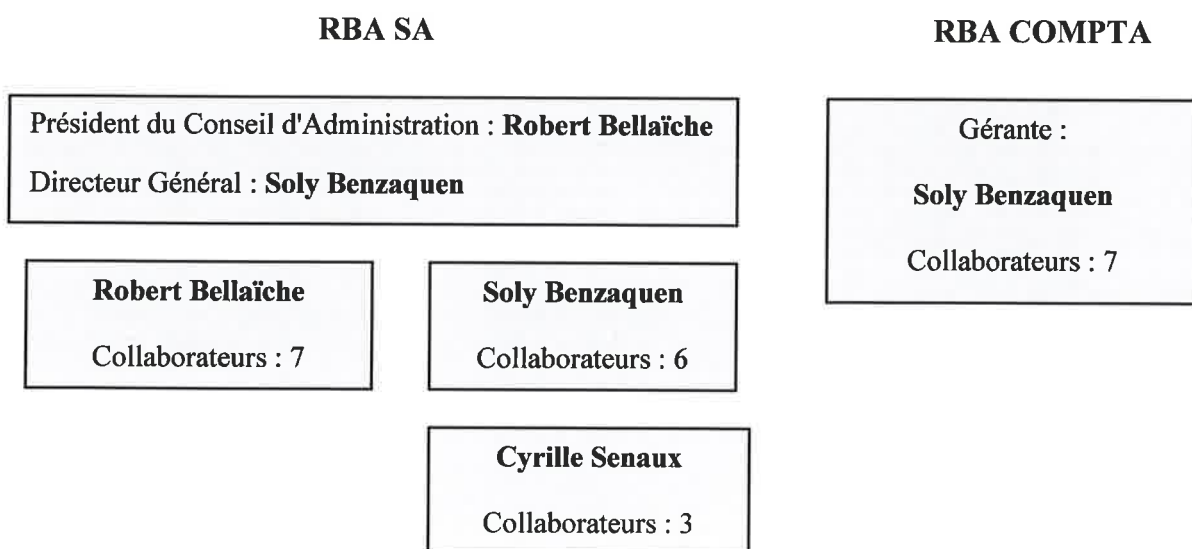 RBA SA
RBA COMPTA
Président du Conseil d'Administration : Robert Bellaïche
Directeur Général : Soly Benzaquen
Gérante :
Soly Benzaquen
Collaborateurs : 7
Robert Bellaïche
Collaborateurs : 7
Soly Benzaquen
Collaborateurs : 6
Cyrille Senaux
Collaborateurs : 3